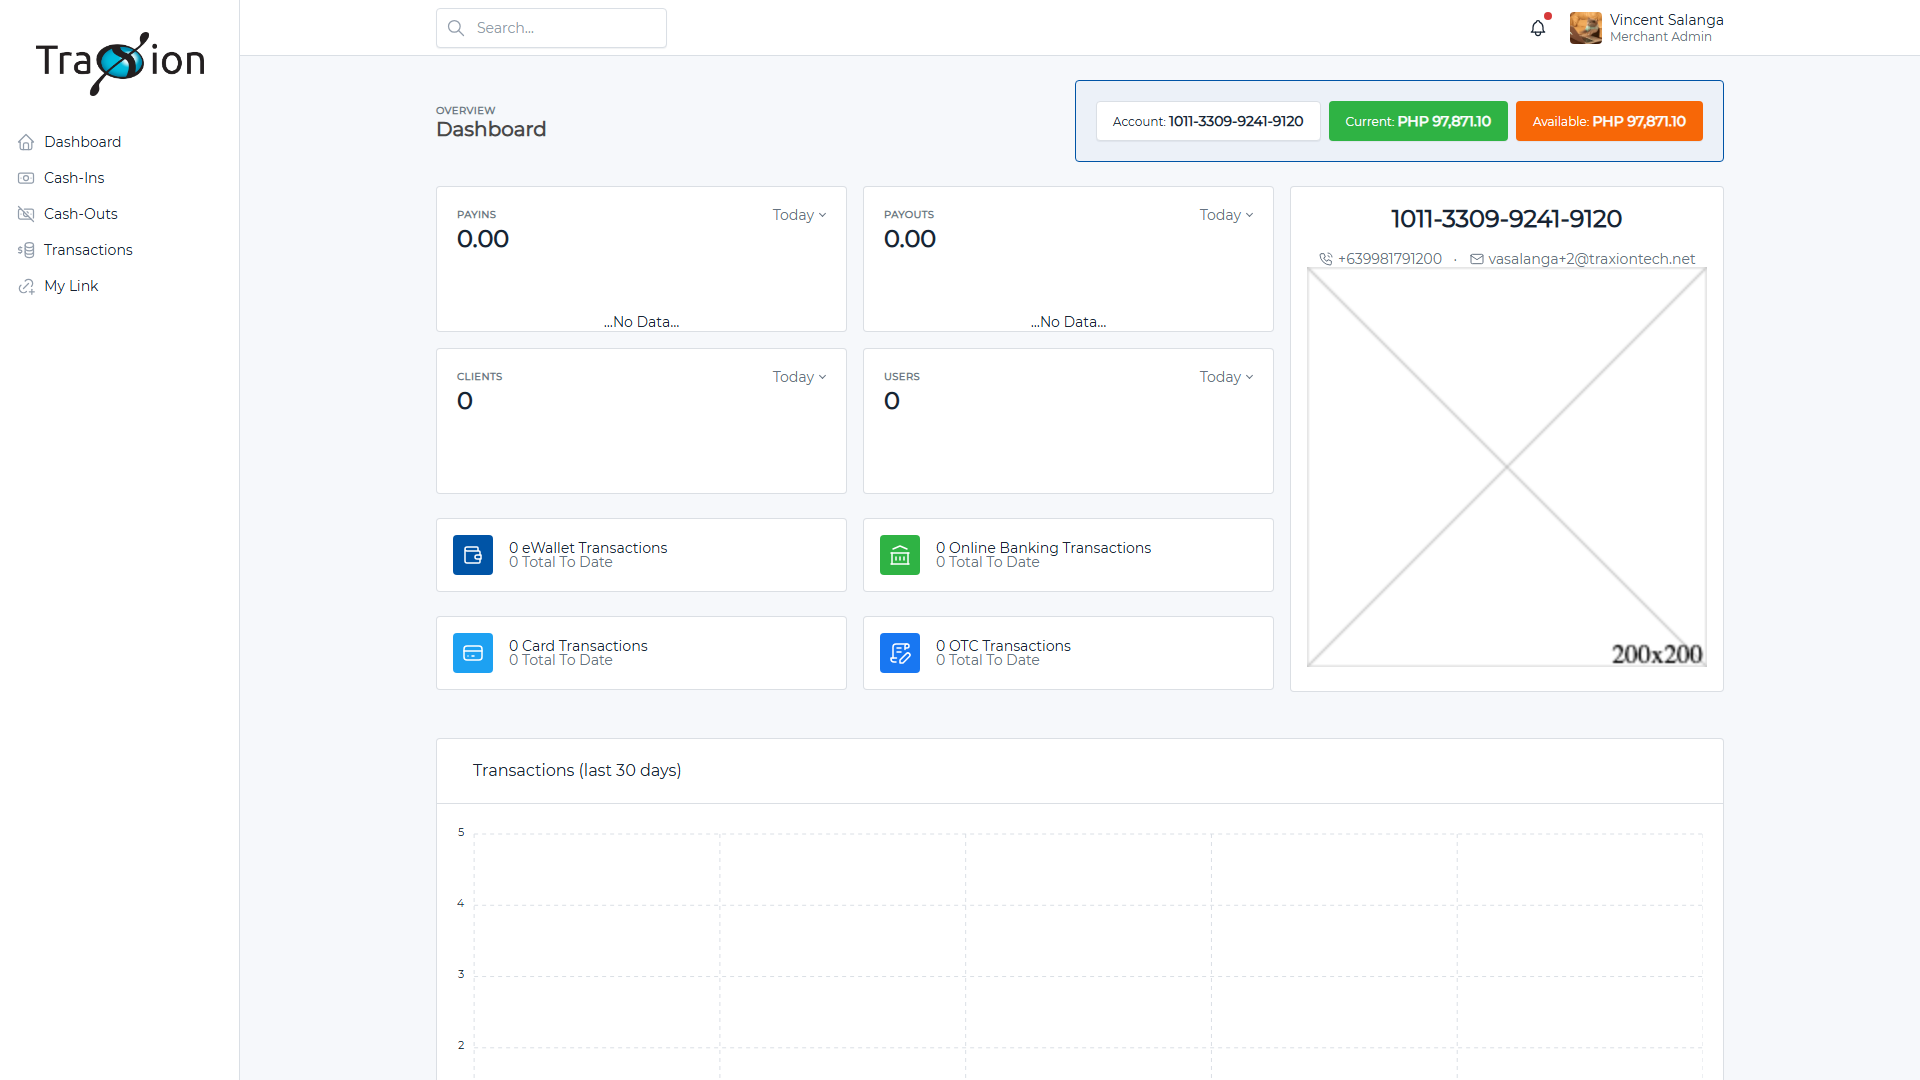 TraXion
Search...
Vincent Salanga
Merchant Admin
Dashboard
Cash-Ins
Cash-Outs
Transactions
My Link
OVERVIEW
Dashboard
Account: 1011-3309-9241-9120
Current: PHP 97,871.10
Available: PHP 97,871.10
PAYINS
Today
0.00
...No Data...
PAYOUTS
Today
0.00
...No Data...
CLIENTS
Today
0
USERS
Today
0
0 eWallet Transactions
0 Total To Date
0 Online Banking Transactions
0 Total To Date
0 Card Transactions
0 Total To Date
0 OTC Transactions
0 Total To Date
1011-3309-9241-9120
+639981791200 · vasalanga+2@traxiontech.net
200x200
Transactions (last 30 days)
5
4
3
2